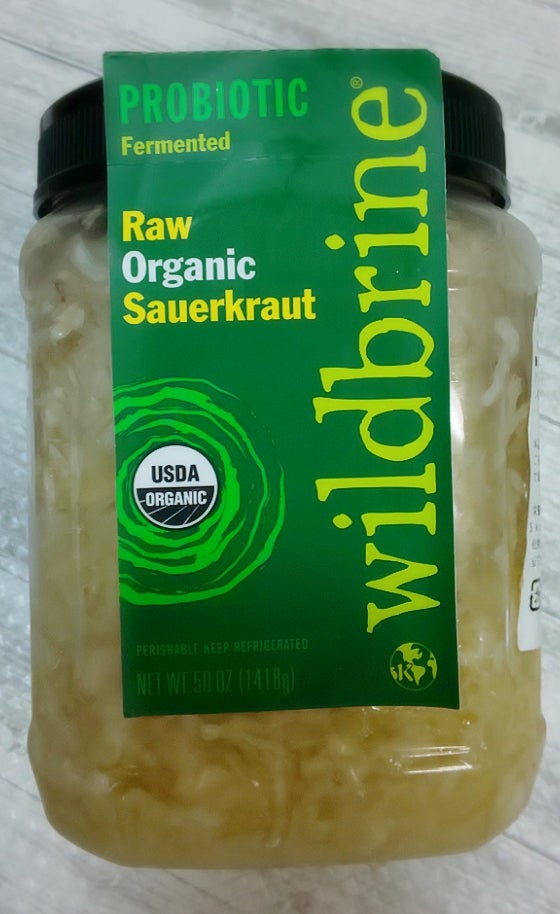 PROBIOTIC
Fermented
Raw
Organic
Sauerkraut
wildbrine®
USDA
ORGANIC
PERISHABLE KEEP REFRIGERATED
NET WT 50 OZ (1418g)
K